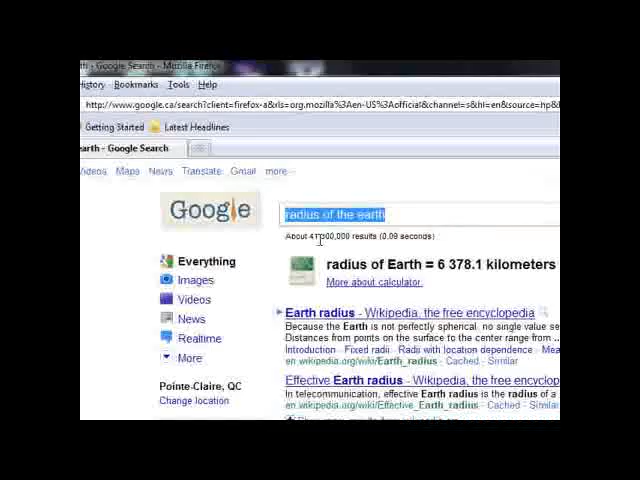 rth - Google Search - Mozilla Firefox
History Bookmarks Tools Help
http://www.google.ca/search?client=firefox-a&rls=org.mozilla%3Aen-US%3Aofficial&channel=s&hl=en&source=hp&
Getting Started Latest Headlines
earth - Google Search
Videos Maps News Translate Gmail more
Google
radius of the earth
About 000,000 results (0.09 seconds)
Everything
radius of Earth = 6 378.1 kilometers
Images
More about calculator.
Videos
Earth radius - Wikipedia, the free encyclopedia
News
Because the Earth is not perfectly spherical, no single value se
Realtime
Distances from points on the surface to the center range from ...
Introduction - Fixed radii - Radii with location dependence - Mea
More
en.wikipedia.org/wiki/Earth_radius - Cached - Similar
Pointe-Claire, QC
Effective Earth radius - Wikipedia, the free encyclop
Change location
In telecommunication, effective Earth radius is the radius of a
en.wikipedia.org/wiki/Effective_Earth_radius - Cached - Similar